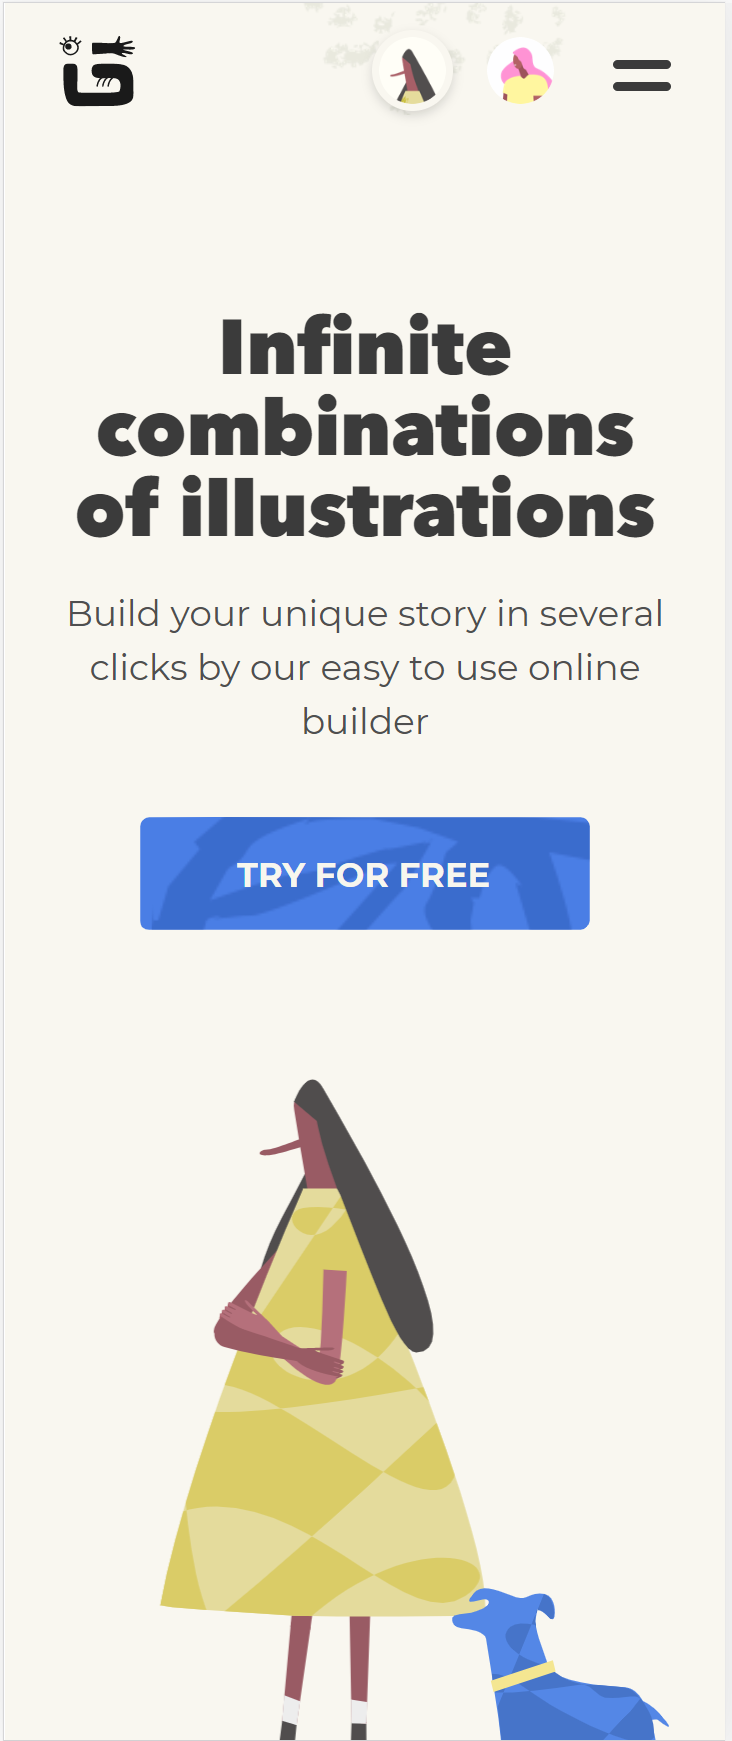 Infinite
combinations
of illustrations
Build your unique story in several
clicks by our easy to use online
builder
TRY FOR FREE